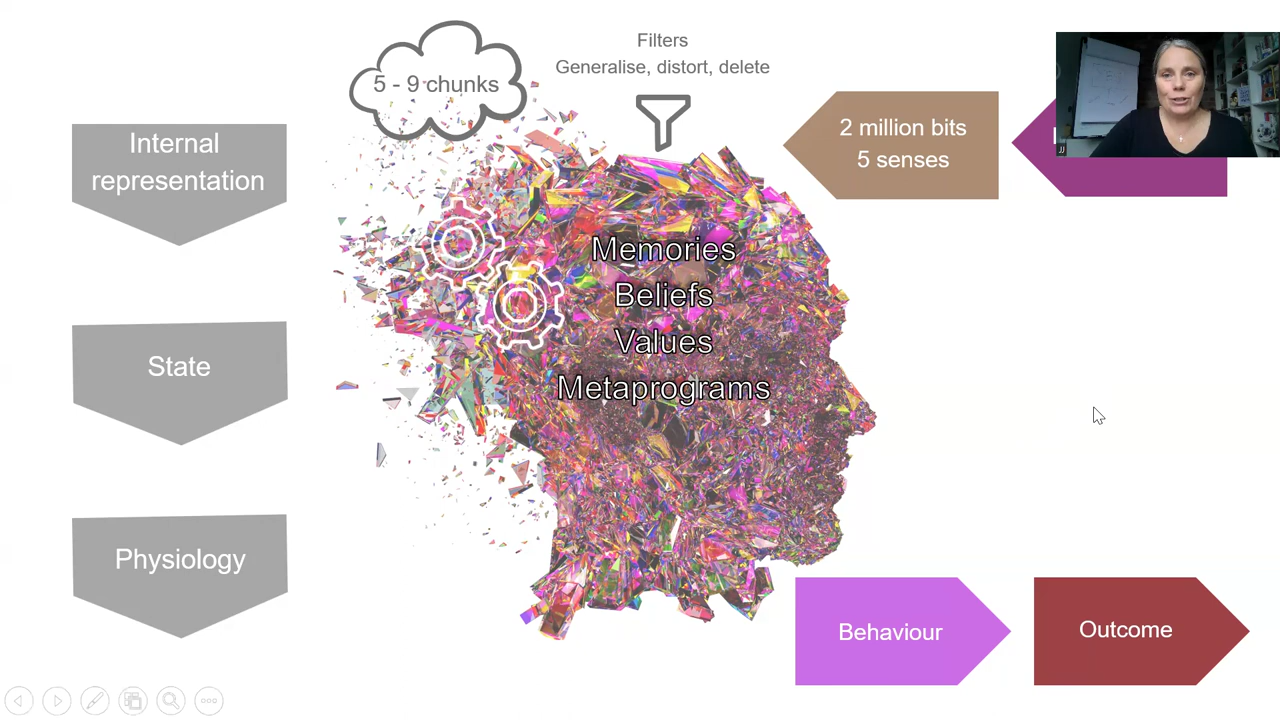 5 - 9 chunks
Filters
Generalise, distort, delete
2 million bits
5 senses
Internal
representation
Memories
Beliefs
Values
Metaprograms
State
Physiology
Behaviour
Outcome